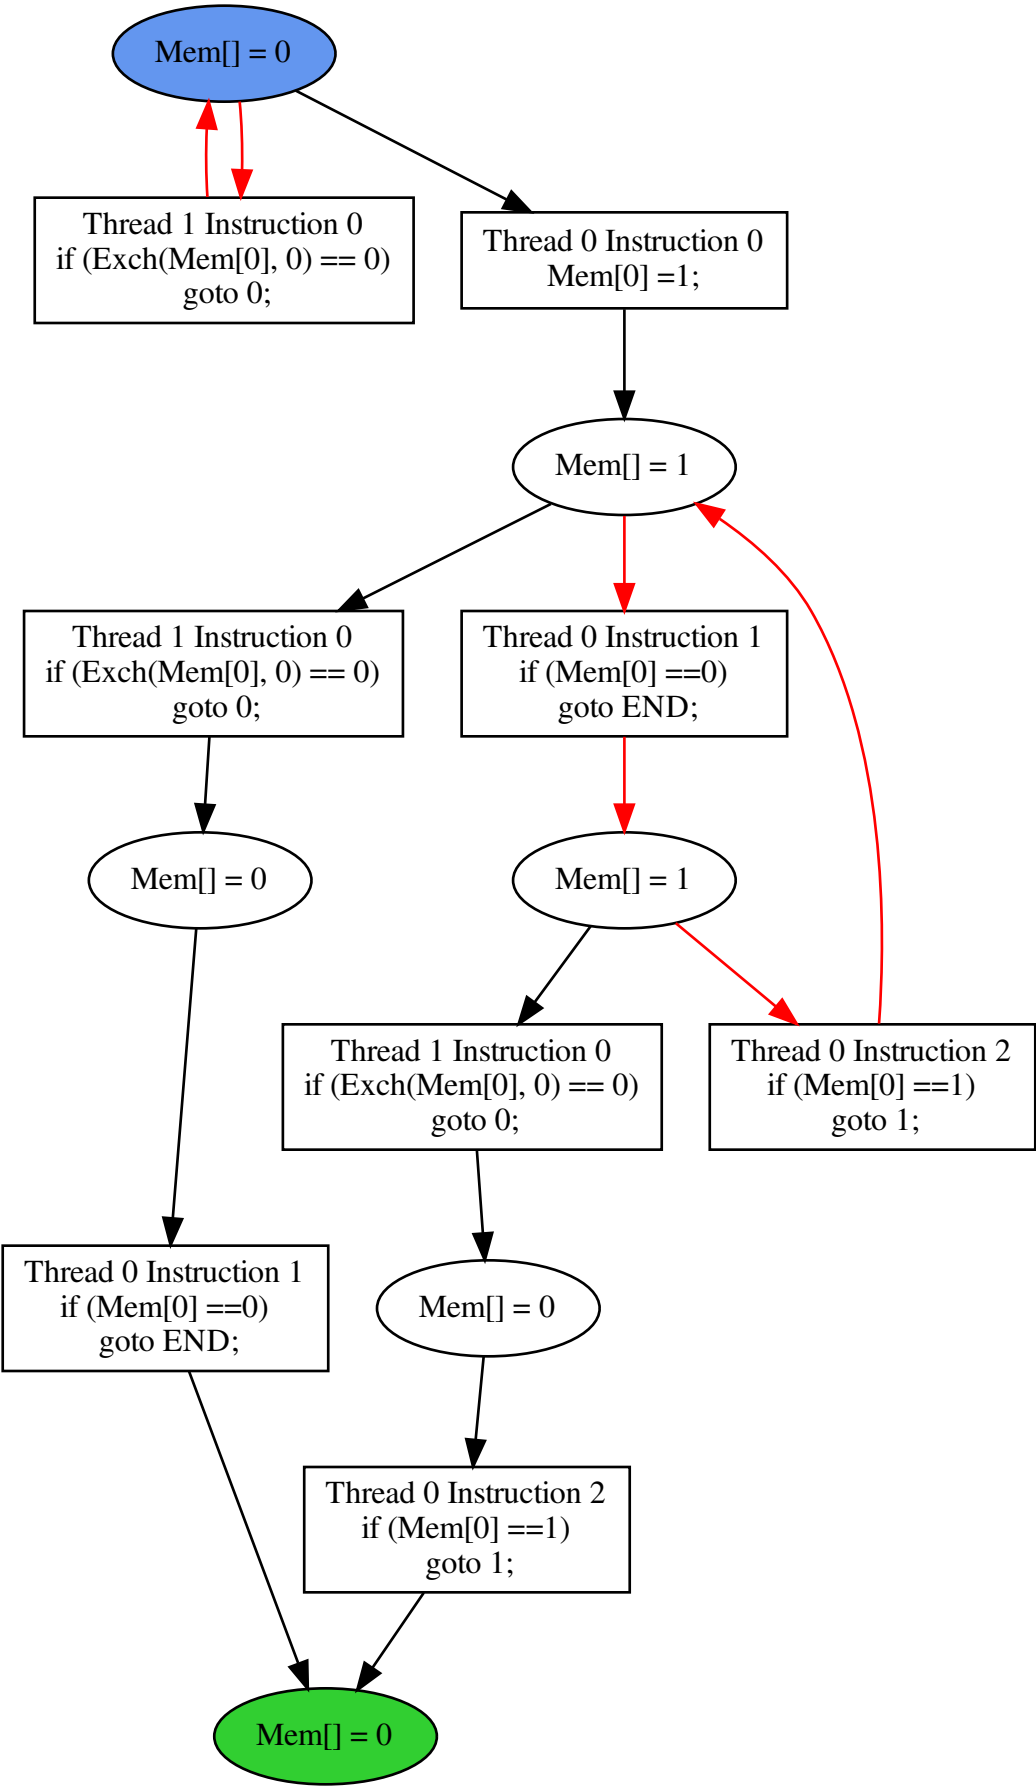 Mem[] = 0
Thread 1 Instruction 0
if (Exch(Mem[0], 0) == 0)
goto 0;
Thread 0 Instruction 0
Mem[0] =1;
Mem[] = 1
Thread 1 Instruction 0
if (Exch(Mem[0], 0) == 0)
goto 0;
Thread 0 Instruction 1
if (Mem[0] ==0)
goto END;
Mem[] = 0
Mem[] = 1
Thread 1 Instruction 0
if (Exch(Mem[0], 0) == 0)
goto 0;
Thread 0 Instruction 2
if (Mem[0] ==1)
goto 1;
Thread 0 Instruction 1
if (Mem[0] ==0)
goto END;
Mem[] = 0
Thread 0 Instruction 2
if (Mem[0] ==1)
goto 1;
Mem[] = 0